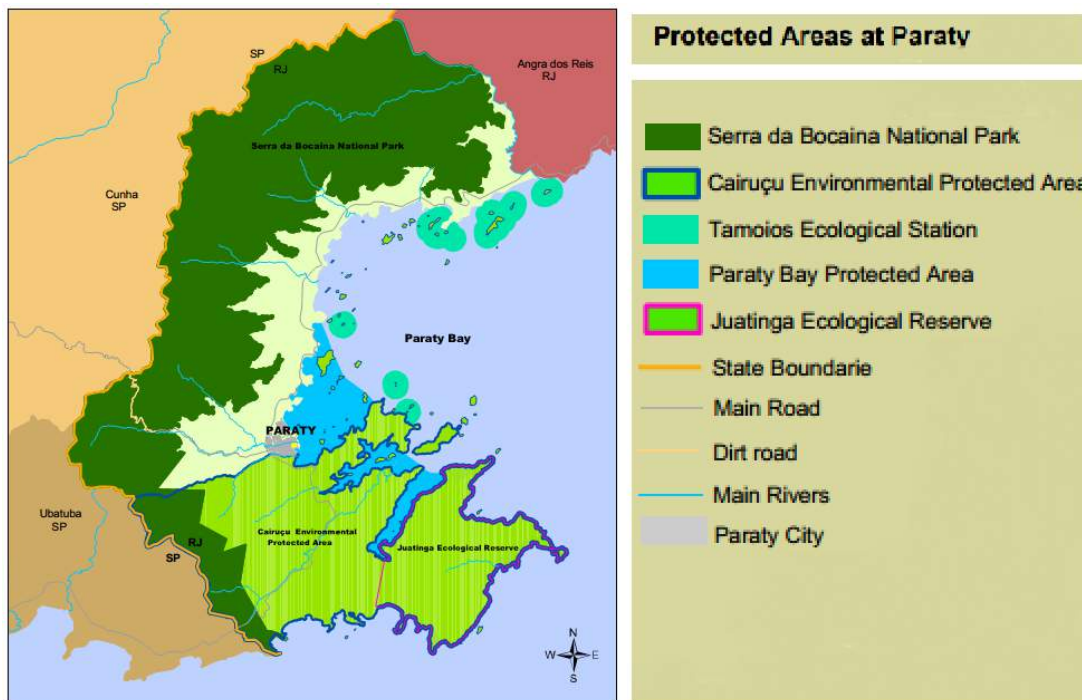 SP
RJ
Angra dos Reis
RJ
Serra da Bocaina National Park
Cunha
SP
Paraty Bay
PARATY
Ubatuba
SP
RJ
SP
Cairuçu Environmental
Protected Area
Juatinga Ecological Reserve
N
W E
S
Protected Areas at Paraty
Serra da Bocaina National Park
Cairuçu Environmental Protected Area
Tamoios Ecological Station
Paraty Bay Protected Area
Juatinga Ecological Reserve
State Boundarie
Main Road
Dirt road
Main Rivers
Paraty City